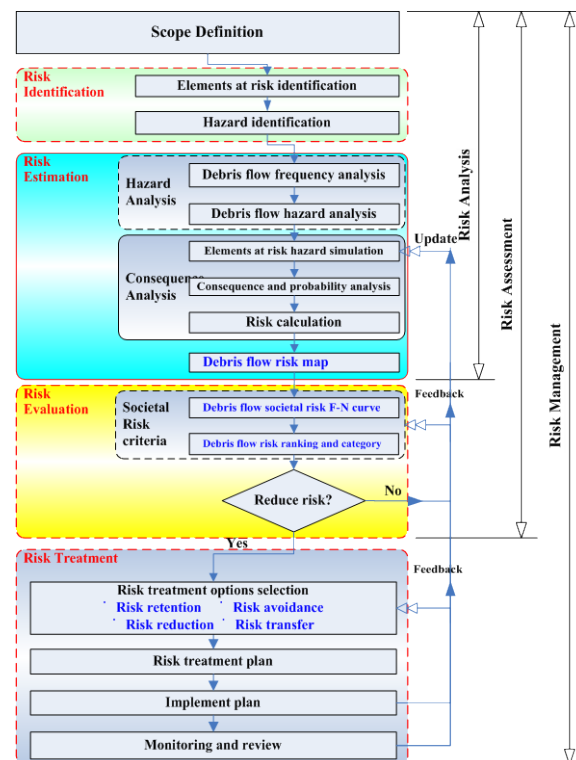 Scope Definition
Risk
Identification
Elements at risk identification
Hazard identification
Risk
Estimation
Hazard
Analysis
Debris flow frequency analysis
Debris flow hazard analysis
Consequence
Analysis
Elements at risk hazard simulation
Consequence and probability analysis
Risk calculation
Debris flow risk map
Update
Risk
Evaluation
Societal
Risk
criteria
Debris flow societal risk F-N curve
Debris flow risk ranking and category
Feedback
Reduce risk?
No
Yes
Risk Treatment
Feedback
Risk treatment options selection
Risk retention
Risk avoidance
Risk reduction
Risk transfer
Risk treatment plan
Implement plan
Monitoring and review
Risk Analysis
Risk Assessment
Risk Management